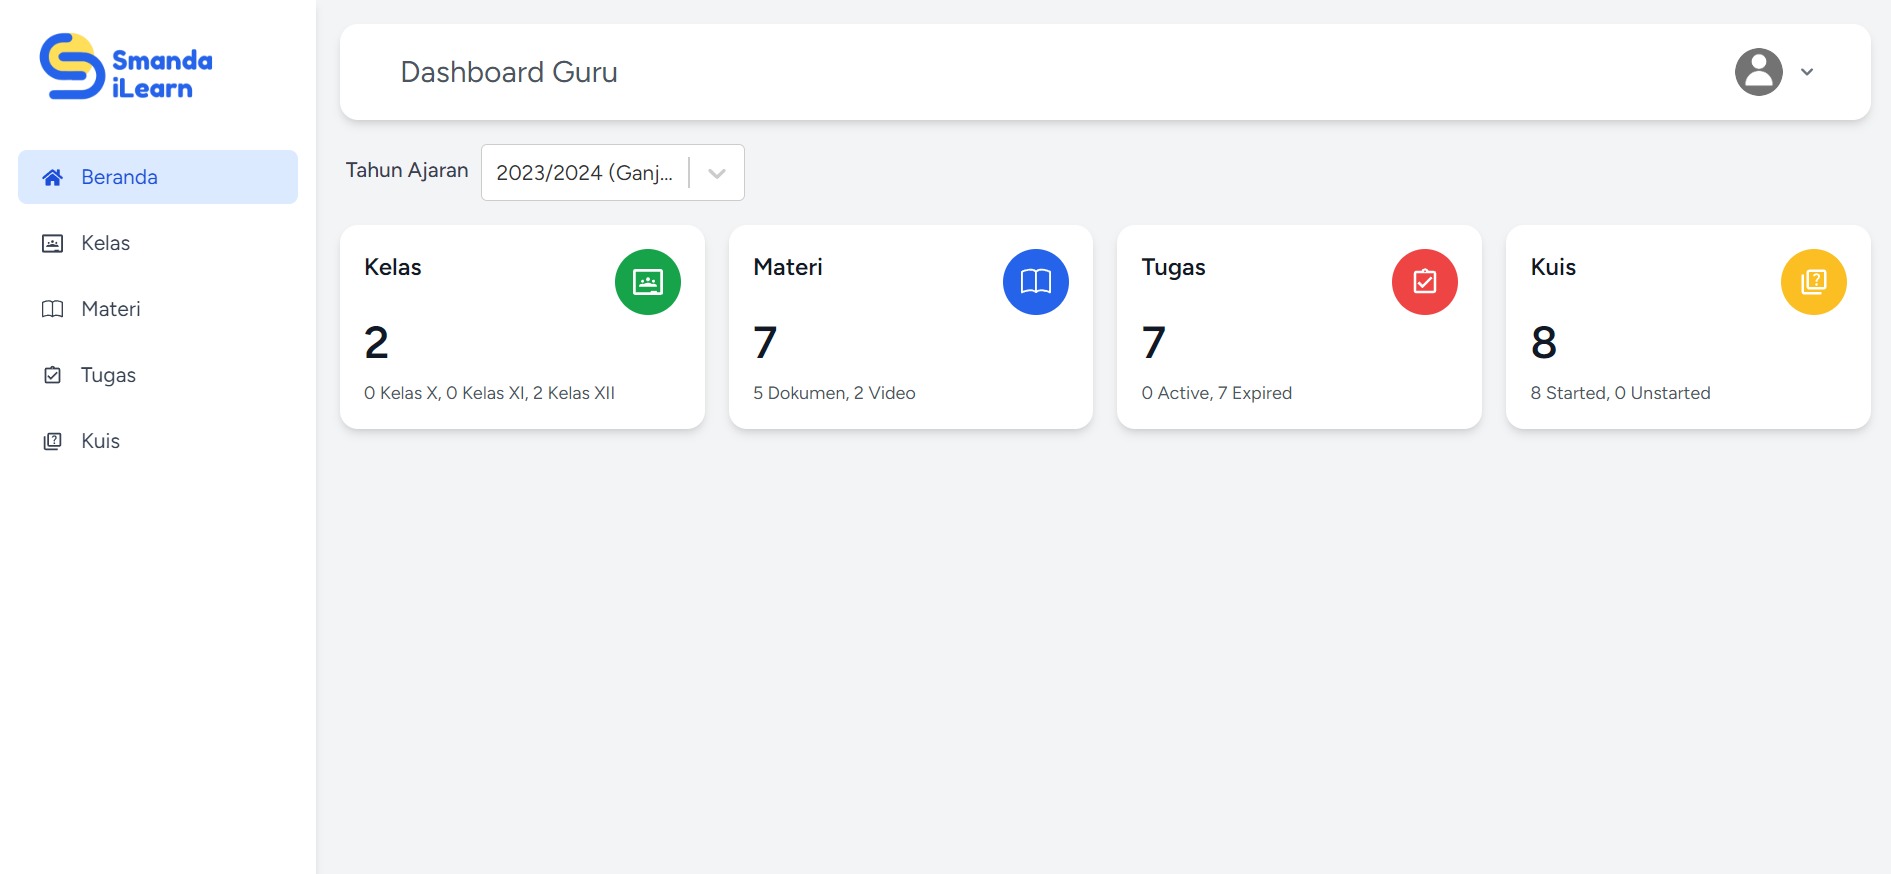 Smanda
iLearn
Beranda
Kelas
Materi
Tugas
Kuis
Dashboard Guru
Tahun Ajaran
2023/2024 (Ganj...
Kelas
2
0 Kelas X, 0 Kelas XI, 2 Kelas XII
Materi
7
5 Dokumen, 2 Video
Tugas
7
0 Active, 7 Expired
Kuis
8
8 Started, 0 Unstarted